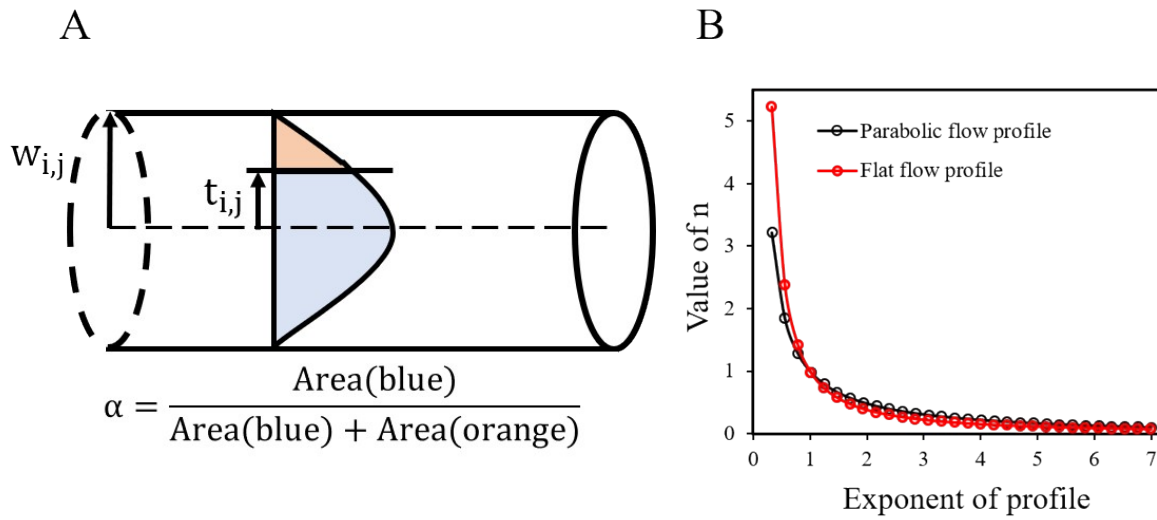 A
w_{i,j}
t_{i,j}
α = Area(blue) / Area(blue) + Area(orange)
B
Value of n
5
4
3
2
1
0
Parabolic flow profile
Flat flow profile
0 1 2 3 4 5 6 7
Exponent of profile